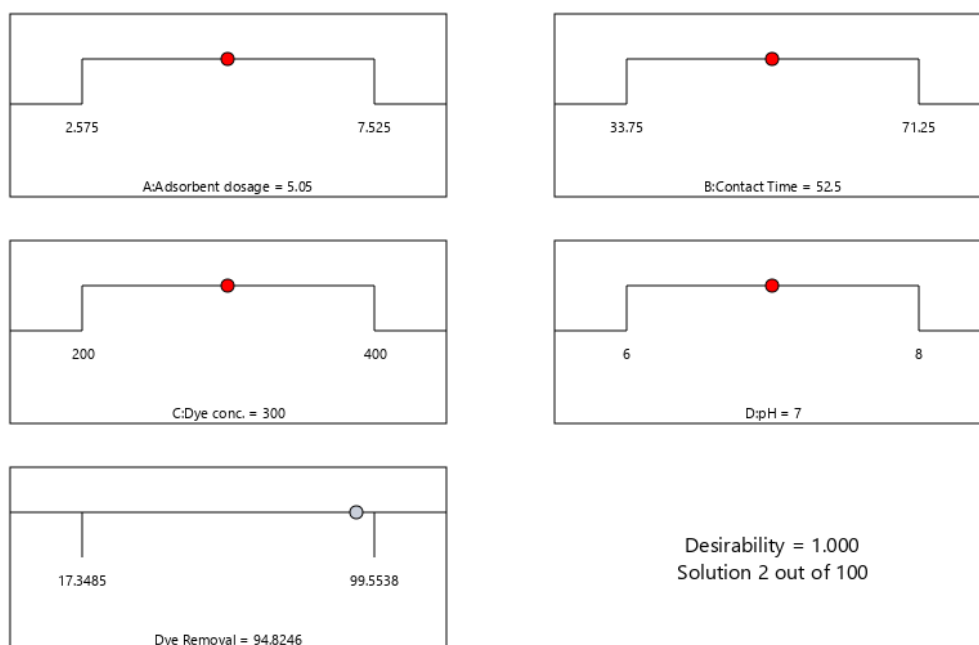 2.575 7.525
A:Adsorbent dosage = 5.05
33.75 71.25
B:Contact Time = 52.5
200 400
C:Dye conc. = 300
6 8
D:pH = 7
17.3485 99.5538
Dye Removal = 94.8246
Desirability = 1.000
Solution 2 out of 100